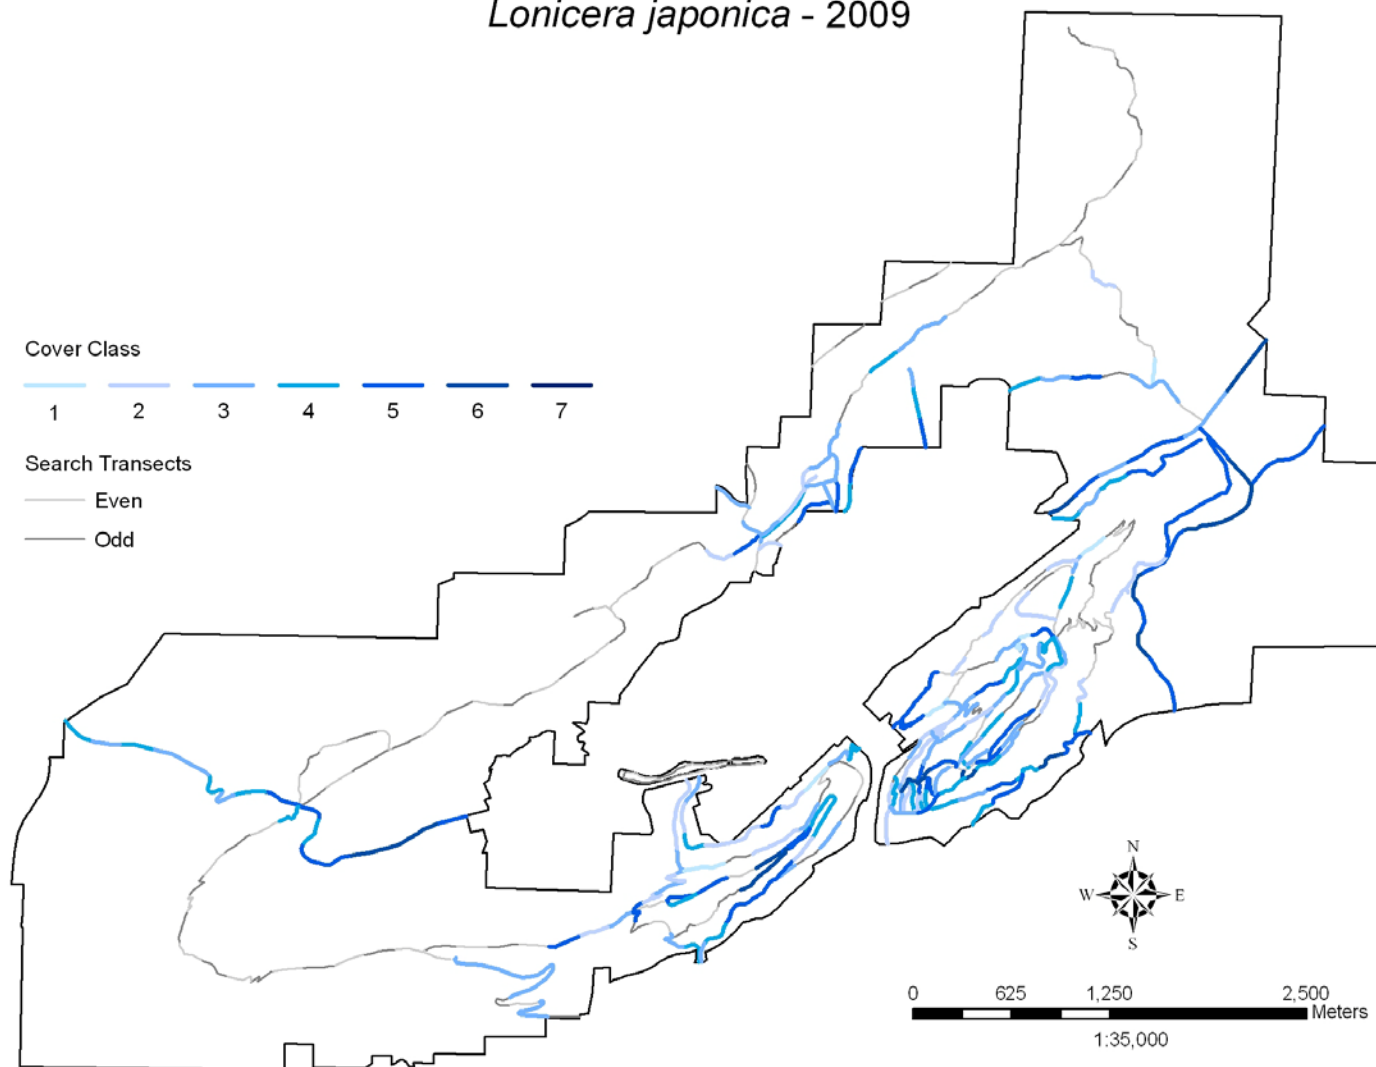 Lonicera japonica - 2009
Cover Class
1 2 3 4 5 6 7
Search Transects
Even
Odd
N
W E
S
0 625 1,250 2,500
Meters
1:35,000